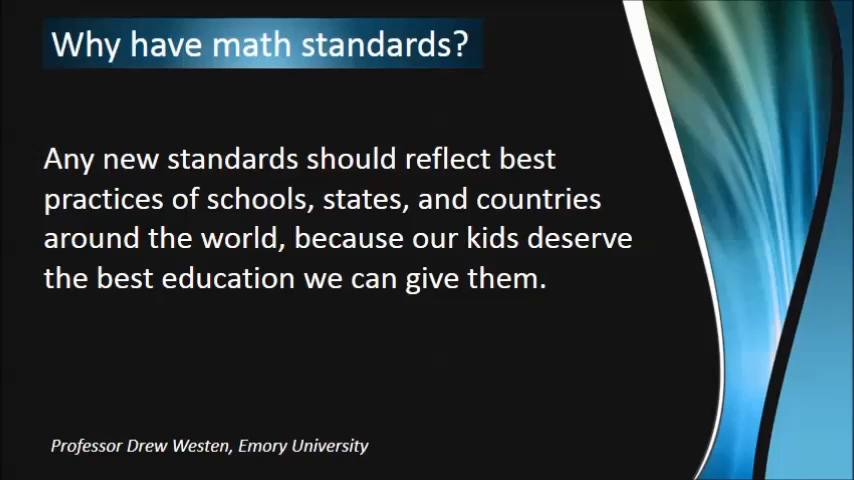 Why have math standards?
Any new standards should reflect best
practices of schools, states, and countries
around the world, because our kids deserve
the best education we can give them.
Professor Drew Westen, Emory University